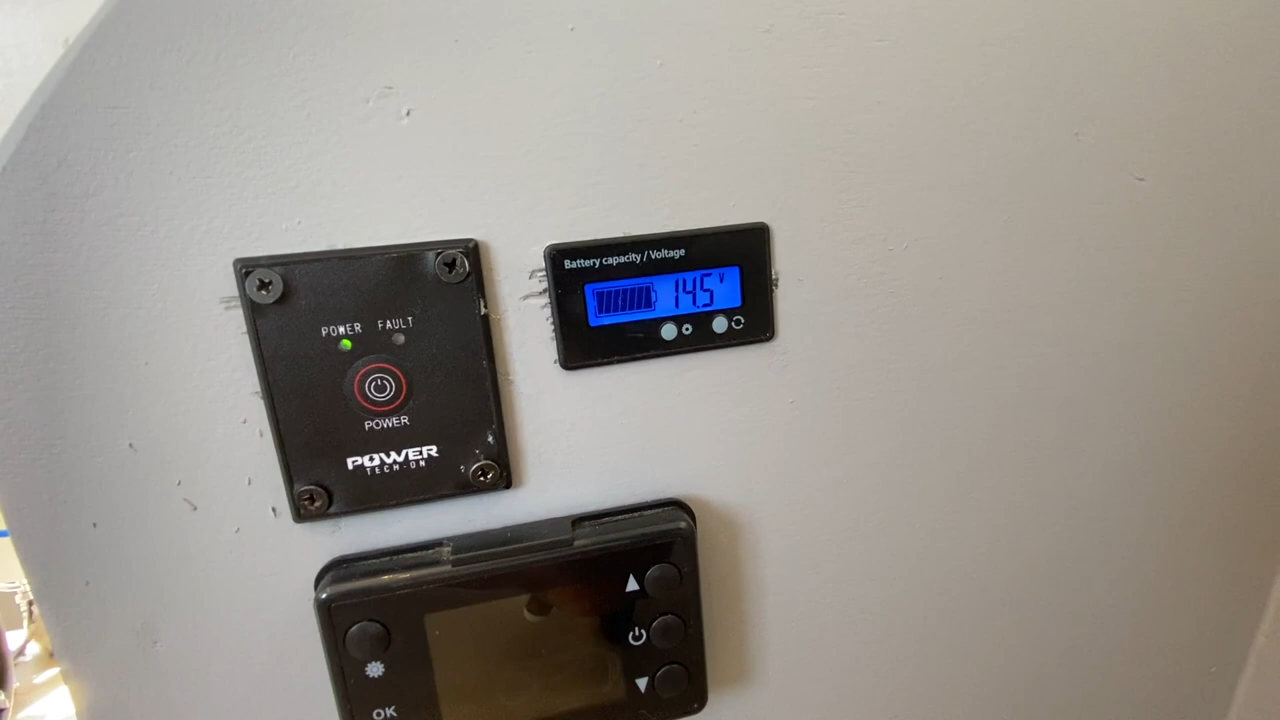 Battery capacity / Voltage
14.5 V
POWER FAULT
POWER
POWER
TECH-ON
OK